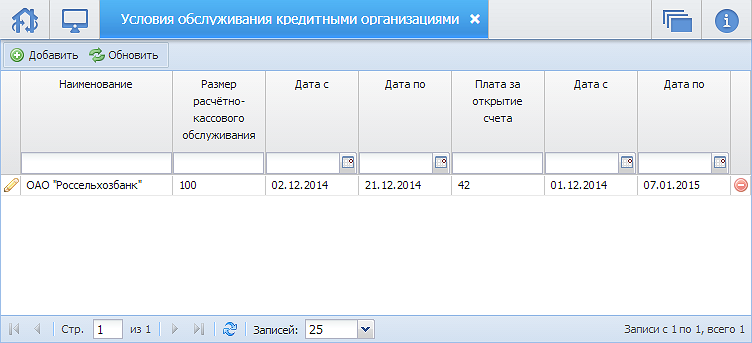 Условия обслуживания кредитными организациями
Добавить Обновить
Наименование Размер расчётно-кассового обслуживания Дата с Дата по Плата за открытие счета Дата с Дата по
ОАО "Россельхозбанк" 100 02.12.2014 21.12.2014 42 01.12.2014 07.01.2015
Стр. 1 из 1 Записей: 25 Записи с 1 по 1, всего 1